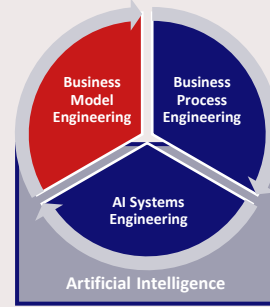 Business
Model
Engineering
Business
Process
Engineering
AI Systems
Engineering
Artificial Intelligence